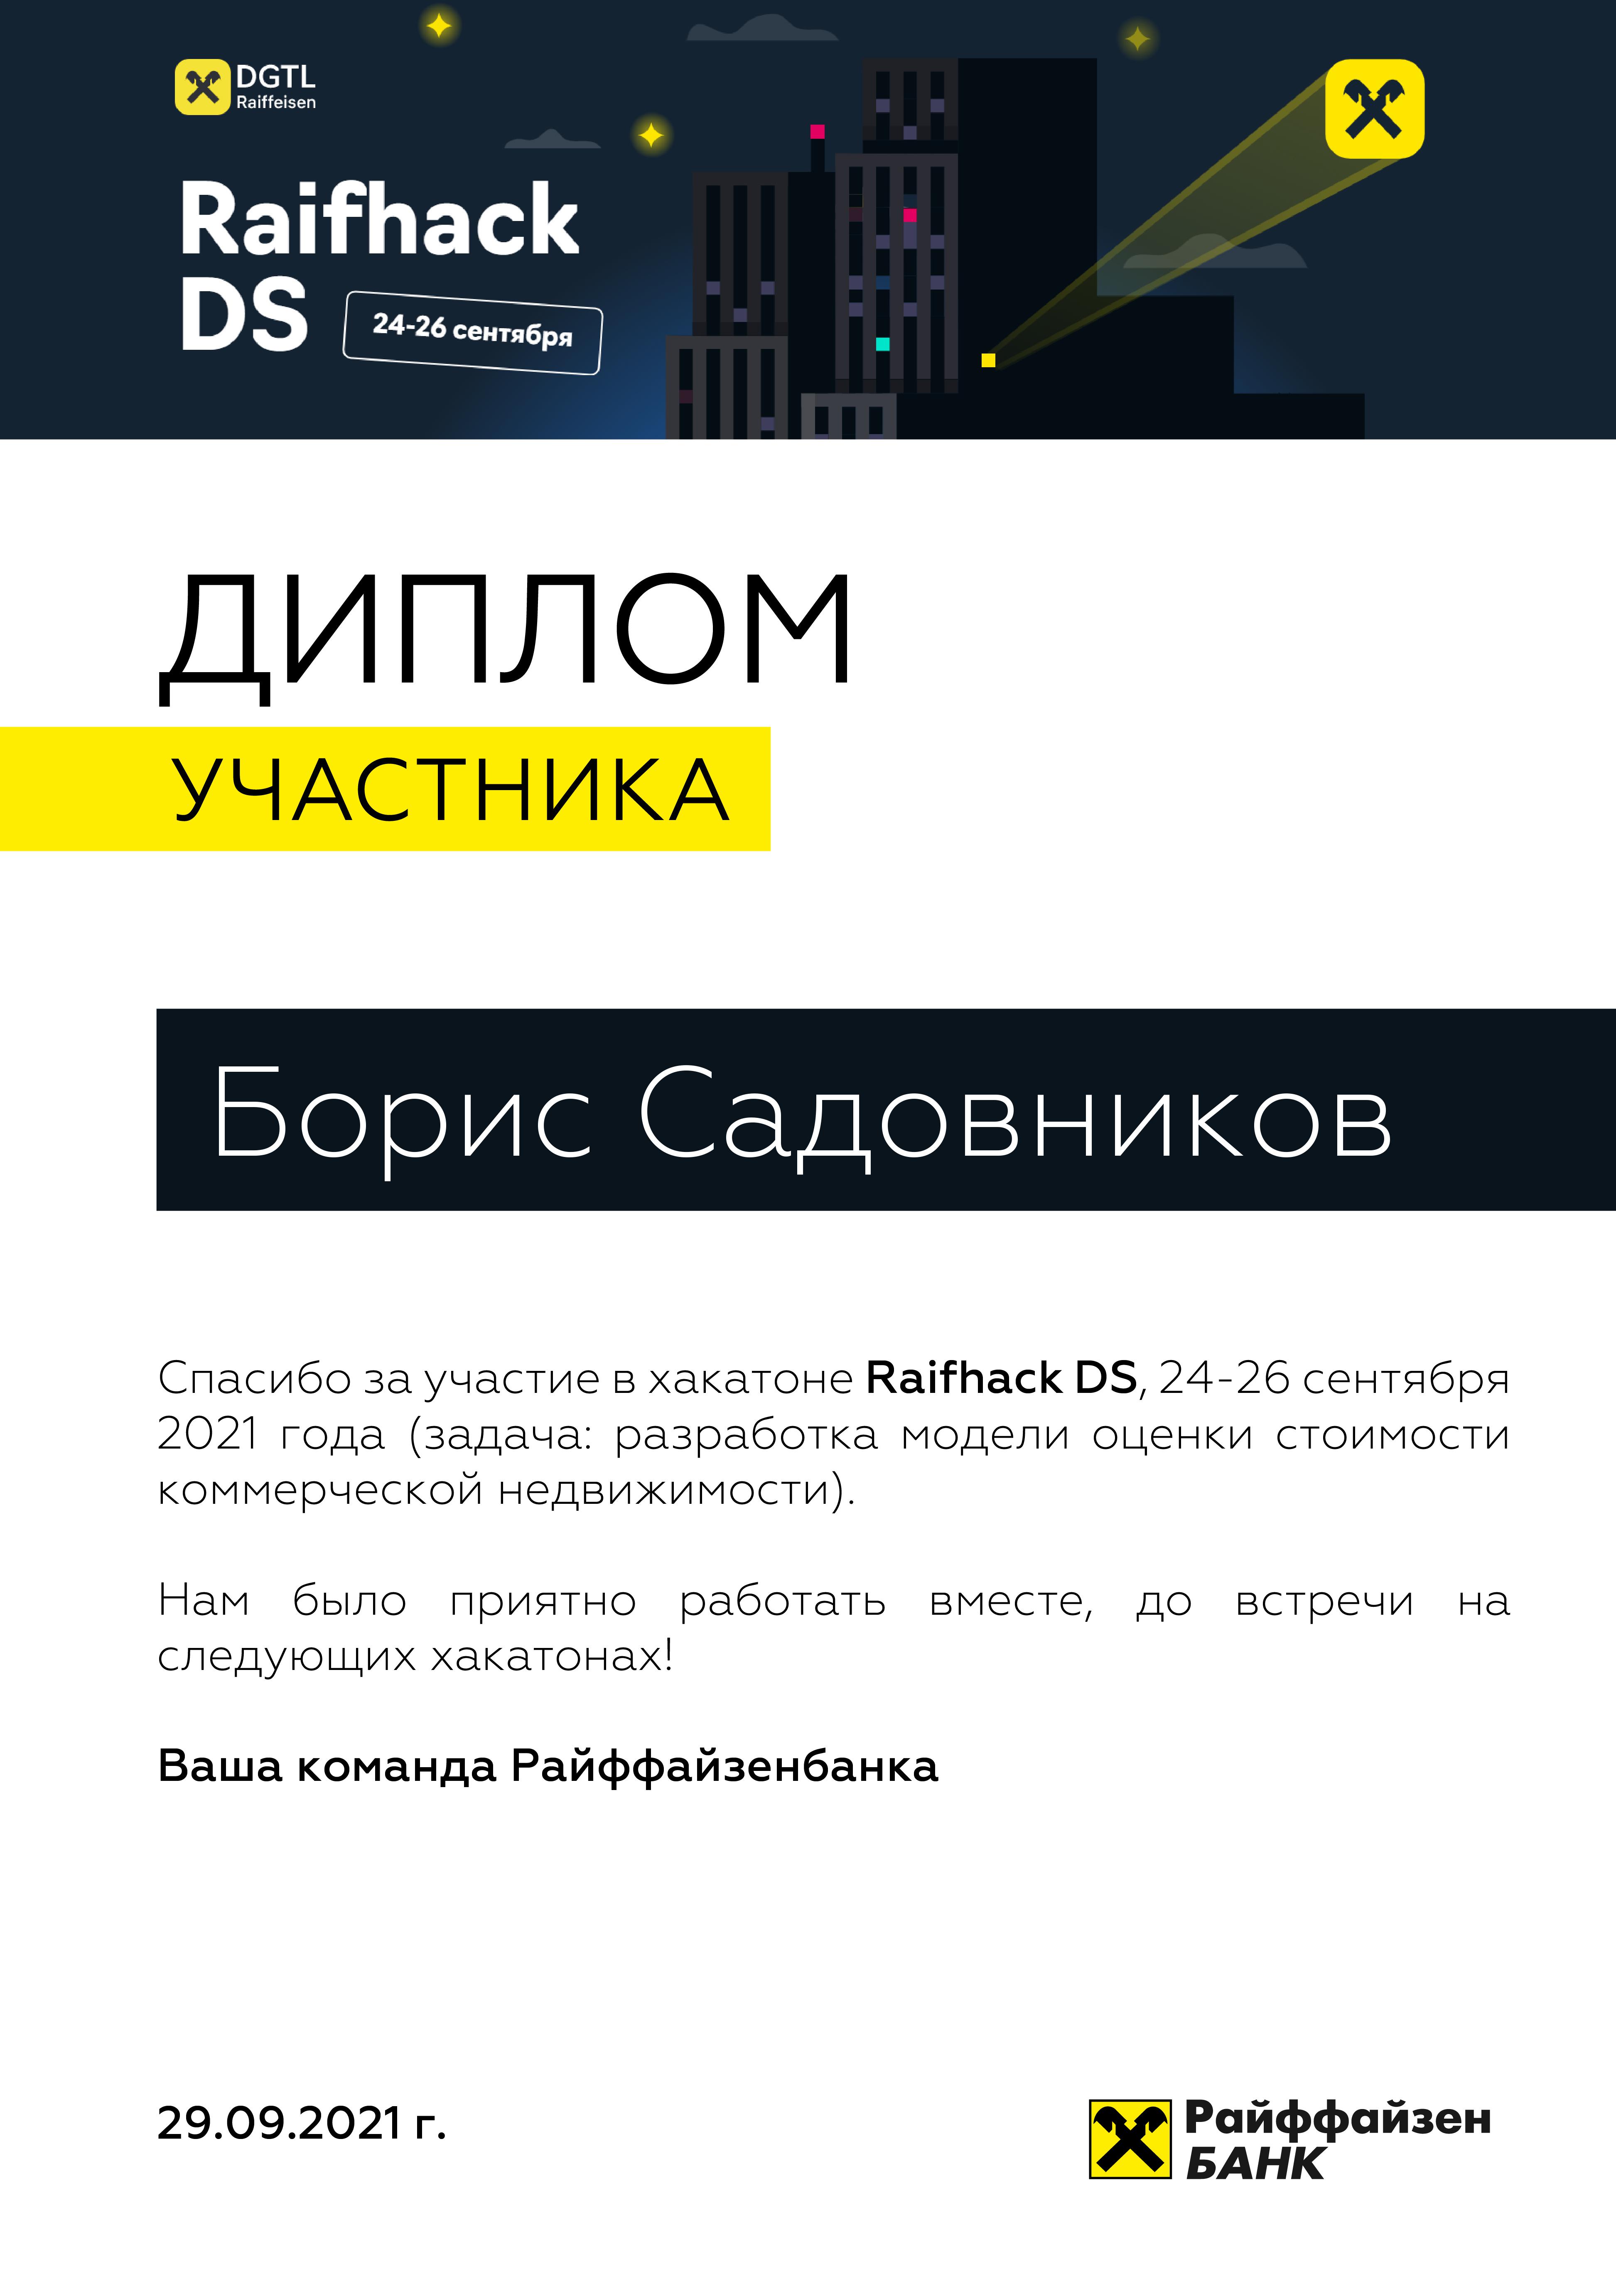 DGTL
Raiffeisen
Raifhack
DS
24-26 сентября
ДИПЛОМ
УЧАСТНИКА
Борис Садовников
Спасибо за участие в хакатоне Raifhack DS, 24-26 сентября
2021 года (задача: разработка модели оценки стоимости
коммерческой недвижимости).
Нам было приятно работать вместе, до встречи на
следующих хакатонах!
Ваша команда Райффайзенбанка
29.09.2021 г.
Райффайзен
БАНК